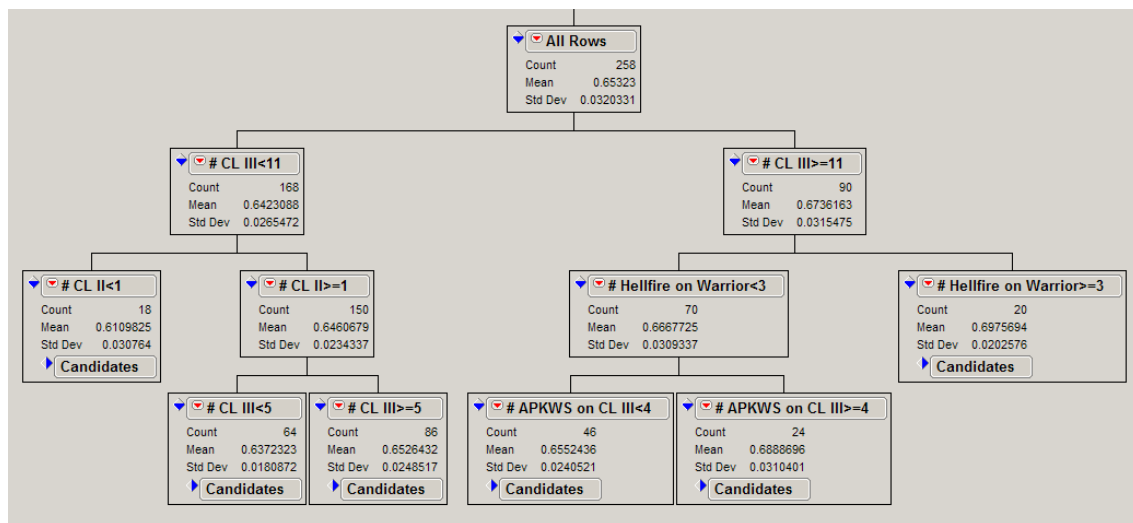 All Rows
Count 258
Mean 0.65323
Std Dev 0.0320331
# CL III<11
Count 168
Mean 0.6423088
Std Dev 0.0265472
# CL III>=11
Count 90
Mean 0.6736163
Std Dev 0.0315475
# CL II<1
Count 18
Mean 0.6109825
Std Dev 0.030764
Candidates
# CL II>=1
Count 150
Mean 0.6460679
Std Dev 0.0234337
# Hellfire on Warrior<3
Count 70
Mean 0.6667725
Std Dev 0.0309337
# Hellfire on Warrior>=3
Count 20
Mean 0.6975694
Std Dev 0.0202576
Candidates
# CL III<5
Count 64
Mean 0.6372323
Std Dev 0.0180872
Candidates
# CL III>=5
Count 86
Mean 0.6526432
Std Dev 0.0248517
Candidates
# APKWS on CL III<4
Count 46
Mean 0.6552436
Std Dev 0.0240521
Candidates
# APKWS on CL III>=4
Count 24
Mean 0.6888696
Std Dev 0.0310401
Candidates